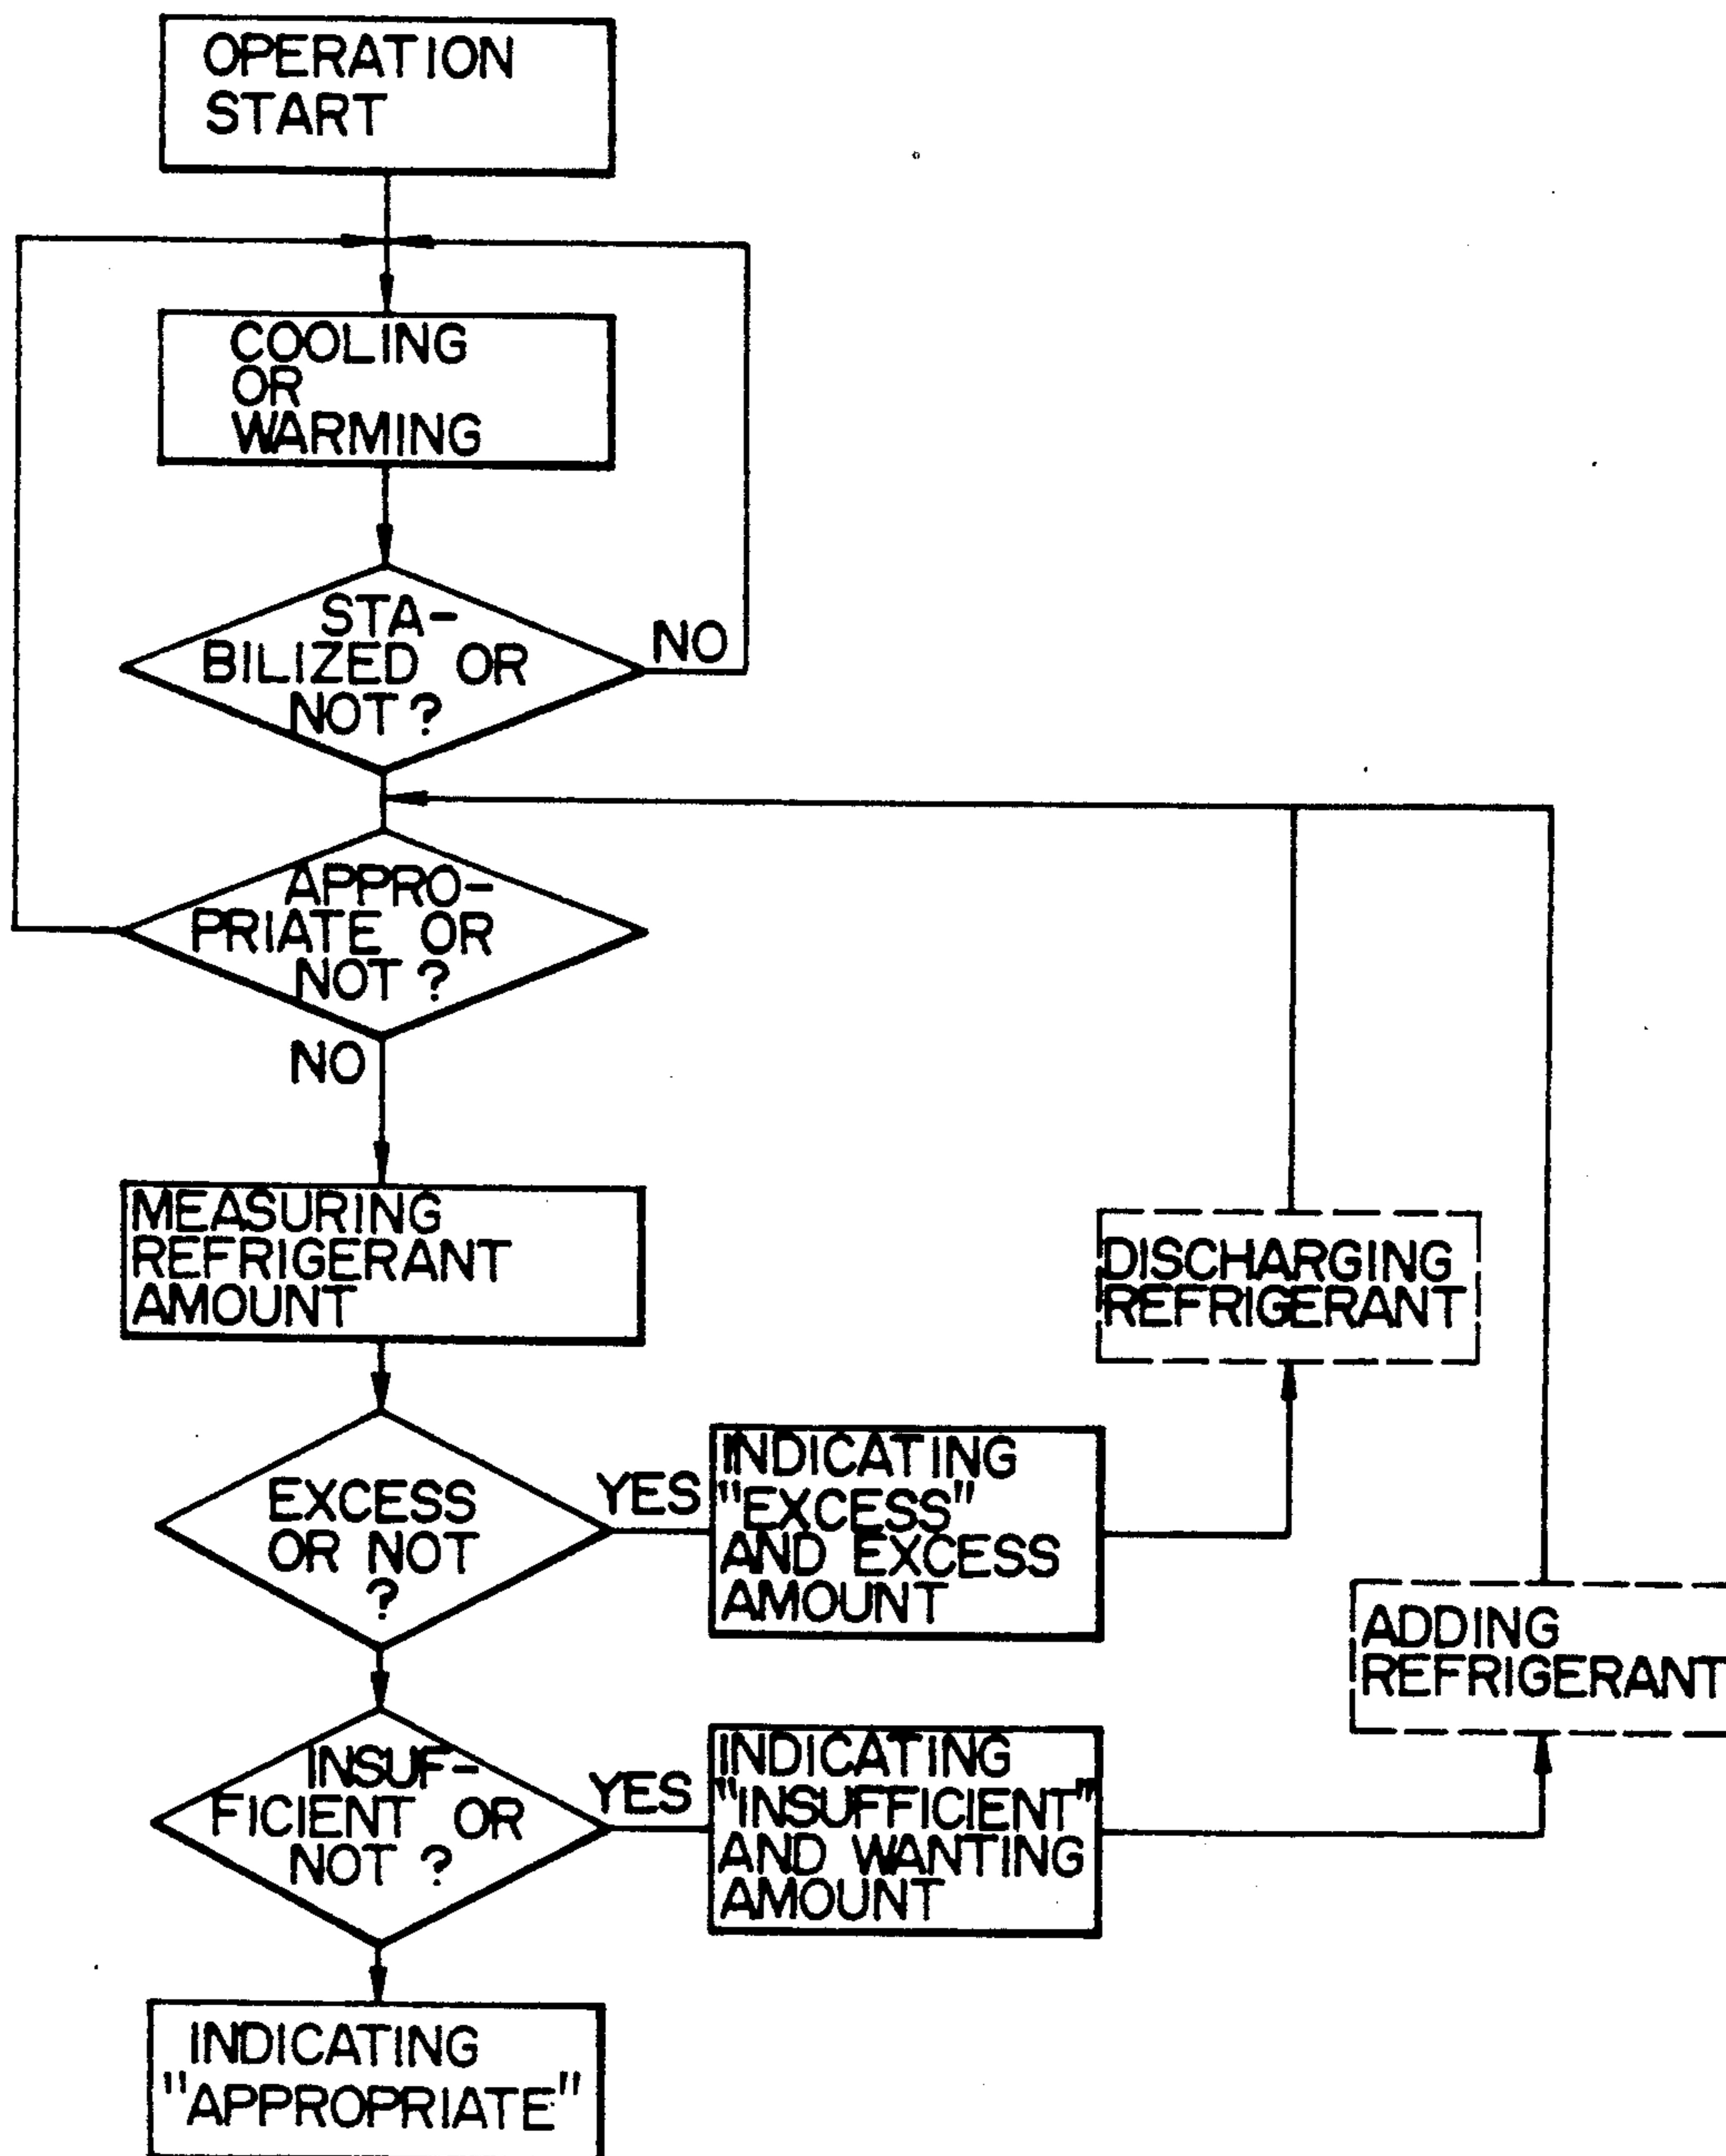 OPERATION
START
COOLING
OR
WARMING
STA-
BILIZED OR
NOT?
NO
APPRO-
PRIATE OR
NOT?
NO
MEASURING
REFRIGERANT
AMOUNT
DISCHARGING
REFRIGERANT
EXCESS
OR NOT
?
YES
INDICATING
"EXCESS"
AND EXCESS
AMOUNT
ADDING
REFRIGERANT
INSUF-
FICIENT OR
NOT?
YES
INDICATING
"INSUFFICIENT"
AND WANTING
AMOUNT
INDICATING
"APPROPRIATE"